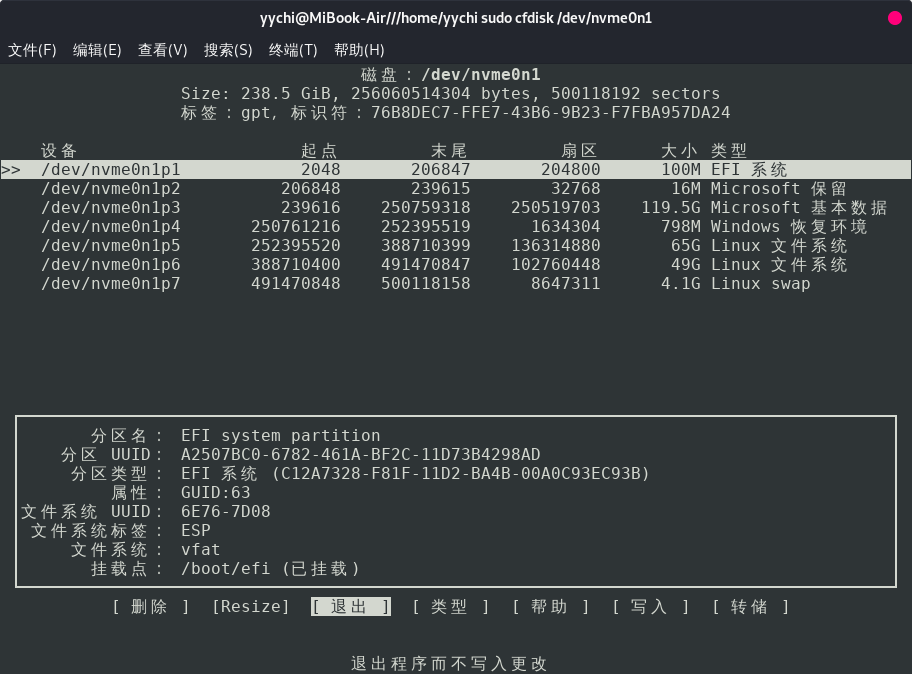 yychi@MiBook-Air///home/yychi sudo cfdisk /dev/nvme0n1
文件(F) 编辑(E) 查看(V) 搜索(S) 终端(T) 帮助(H)
磁盘：/dev/nvme0n1
Size: 238.5 GiB, 256060514304 bytes, 500118192 sectors
标签：gpt, 标识符：76B8DEC7-FFE7-43B6-9B23-F7FBA957DA24
设备 起点 末尾 扇区 大小 类型
>> /dev/nvme0n1p1 2048 206847 204800 100M EFI 系统
/dev/nvme0n1p2 206848 239615 32768 16M Microsoft 保留
/dev/nvme0n1p3 239616 250759318 250519703 119.5G Microsoft 基本数据
/dev/nvme0n1p4 250761216 252395519 1634304 798M Windows 恢复环境
/dev/nvme0n1p5 252395520 388710399 136314880 65G Linux 文件系统
/dev/nvme0n1p6 388710400 491470847 102760448 49G Linux 文件系统
/dev/nvme0n1p7 491470848 500118158 8647311 4.1G Linux swap
分区名： EFI system partition
分区 UUID： A2507BC0-6782-461A-BF2C-11D73B4298AD
分区类型： EFI 系统 (C12A7328-F81F-11D2-BA4B-00A0C93EC93B)
属性： GUID:63
文件系统 UUID： 6E76-7D08
文件系统标签： ESP
文件系统： vfat
挂载点： /boot/efi (已挂载)
[ 删除 ] [Resize] [ 退出 ] [ 类型 ] [ 帮助 ] [ 写入 ] [ 转储 ]
退出程序而不写入更改